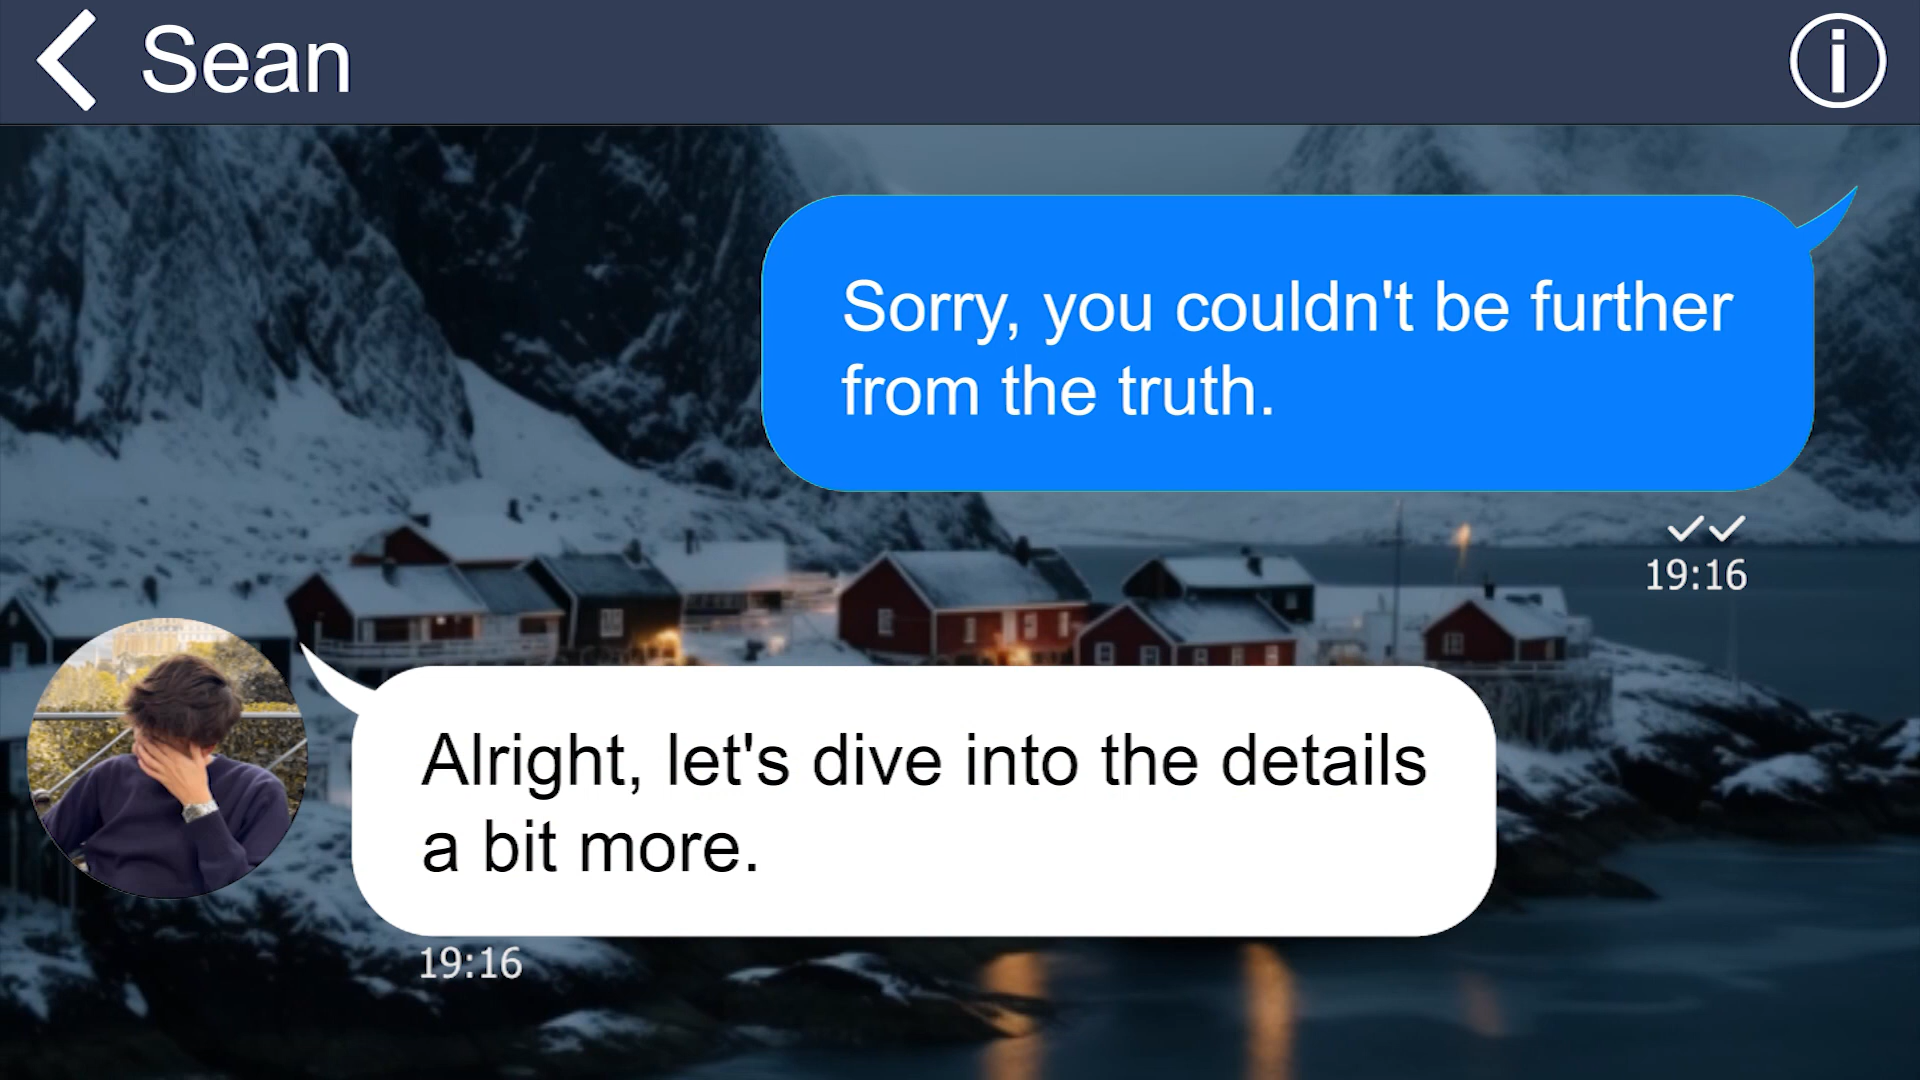 Sean
Sorry, you couldn't be further
from the truth.
19:16
Alright, let's dive into the details
a bit more.
19:16